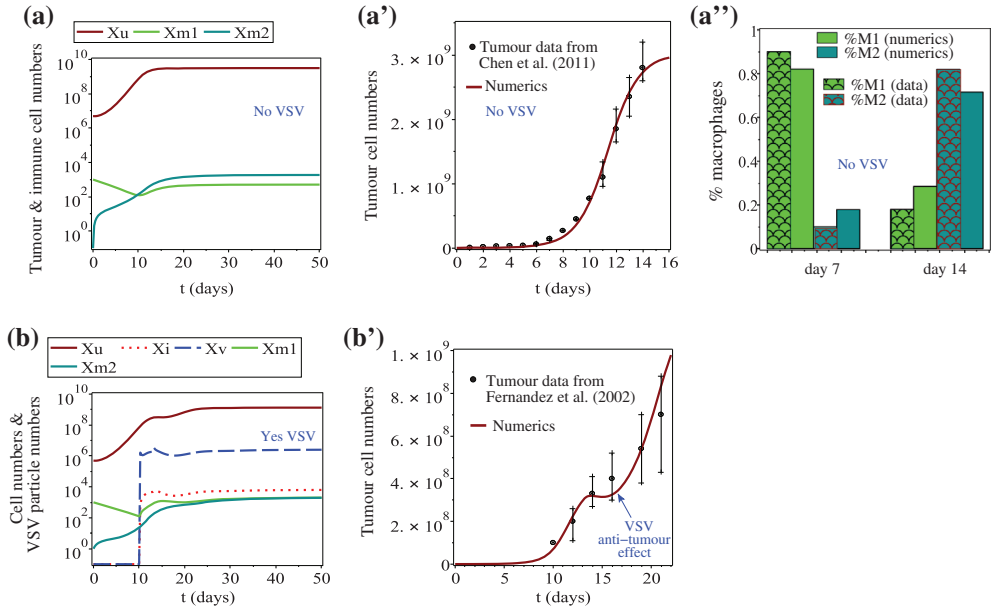 (a)
Xu Xm1 Xm2
Tumour & immune cell numbers
10^10
10^8
10^6
10^4
10^2
10^0
No VSV
0 10 20 30 40 50
t (days)
(a’)
Tumour cell numbers
3. × 10^9
2. × 10^9
1. × 10^9
0
Tumour data from
Chen et al. (2011)
Numerics
No VSV
0 2 4 6 8 10 12 14 16
t (days)
(a’’)
% macrophages
1
0.8
0.6
0.4
0.2
0
%M1 (numerics)
%M2 (numerics)
%M1 (data)
%M2 (data)
No VSV
day 7 day 14
(b)
Xu Xi Xv Xm1
Xm2
Cell numbers &
VSV particle numbers
10^10
10^8
10^6
10^4
10^2
10^0
Yes VSV
0 10 20 30 40 50
t (days)
(b’)
Tumour cell numbers
1. × 10^9
8. × 10^8
6. × 10^8
4. × 10^8
2. × 10^8
0
Tumour data from
Fernandez et al. (2002)
Numerics
VSV
anti−tumour
effect
0 5 10 15 20
t (days)